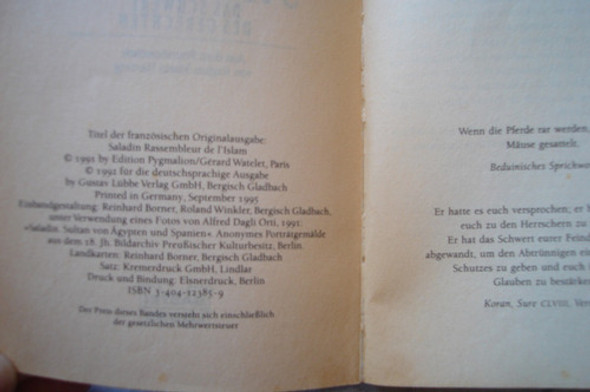 Titel der französischen Originalausgabe:
Saladin Rassembleur de l'Islam
© 1991 by Edition Pygmalion/Gérard Watelet, Paris
© 1992 für die deutschsprachige Ausgabe
by Gustav Lübbe Verlag GmbH, Bergisch Gladbach
Printed in Germany, September 1995
Einbandgestaltung: Reinhard Borner, Roland Winkler, Bergisch Gladbach,
unter Verwendung eines Fotos von Alfred Dagli Orti, 1991:
»Saladin. Sultan von Ägypten und Spanien«. Anonymes Porträtgemälde
aus dem 18. Jh. Bildarchiv Preußischer Kulturbesitz, Berlin.
Landkarten: Reinhard Borner, Bergisch Gladbach
Satz: Kremerdruck GmbH, Lindlar
Druck und Bindung: Elsnerdruck, Berlin
ISBN 3-404-12385-9
Der Preis dieses Bandes versteht sich einschließlich
der gesetzlichen Mehrwertsteuer
Wenn die Pferde rar werden,
Mäuse gesattelt.
Beduinisches Sprichwo
Er hatte es euch versprochen; er h
euch zu den Herrschern zu
Er hat das Schwert eurer Feind
abgewandt, um den Abtrünnigen ein
Schutzes zu geben und euch
Glauben zu bestärke
Koran, Sure CLVIII, Ver